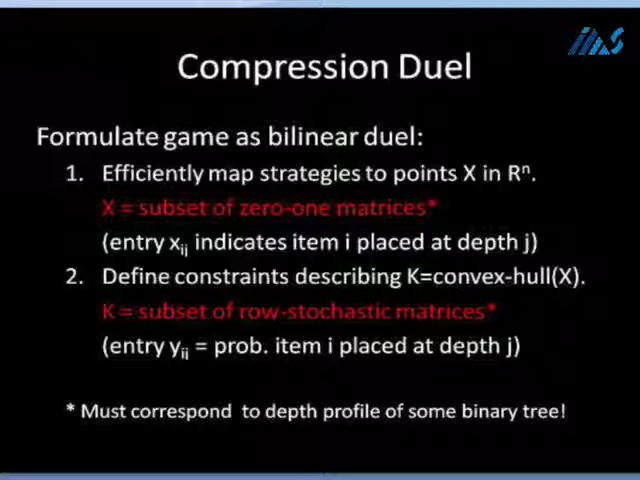 ims
Compression Duel
Formulate game as bilinear duel:
1. Efficiently map strategies to points X in Rⁿ.
X = subset of zero-one matrices*
(entry xᵢⱼ indicates item i placed at depth j)
2. Define constraints describing K=convex-hull(X).
K = subset of row-stochastic matrices*
(entry yᵢⱼ = prob. item i placed at depth j)
* Must correspond to depth profile of some binary tree!